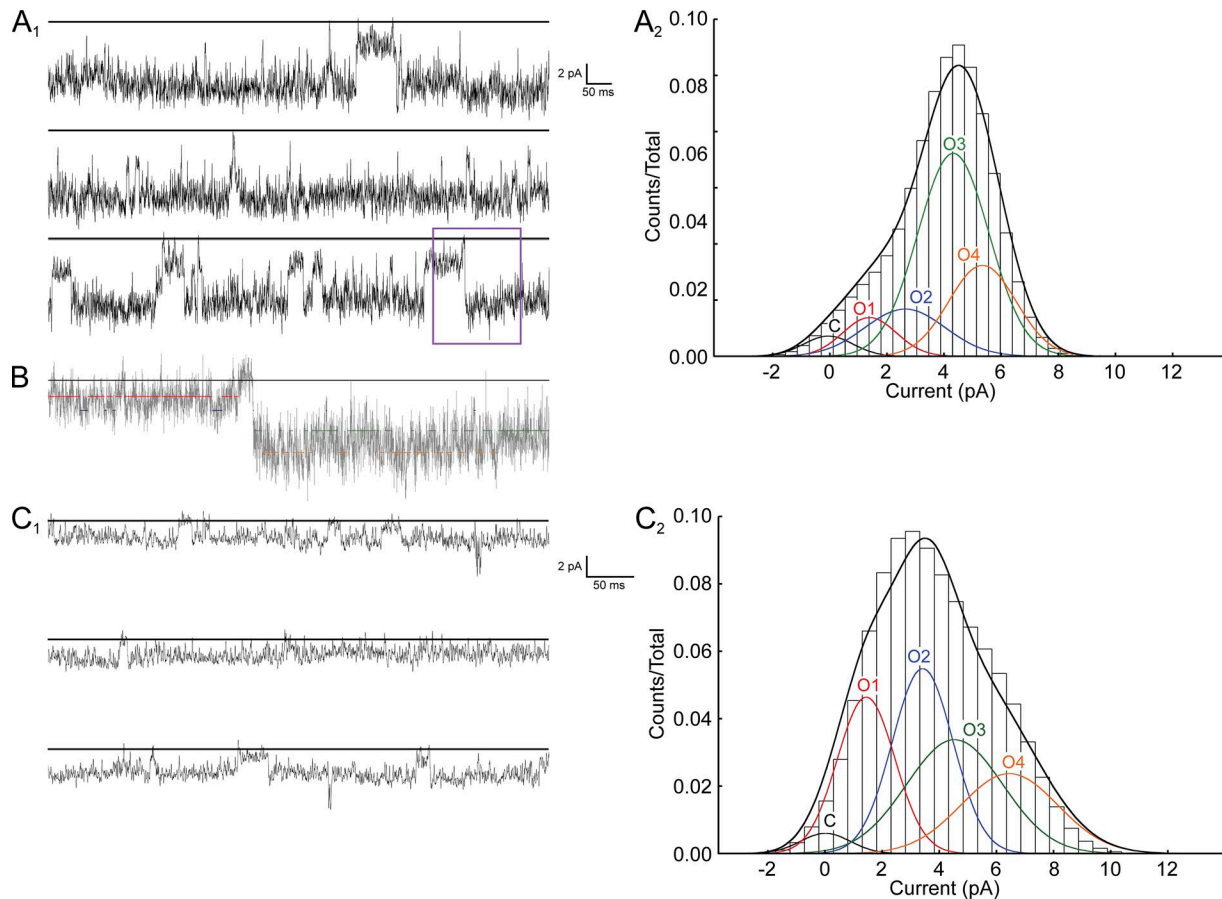 A1
2 pA
50 ms
A2
0.10
0.08
0.06
0.04
0.02
0.00
Counts/Total
C
O1
O2
O3
O4
-2 0 2 4 6 8 10 12
Current (pA)
B
C1
2 pA
50 ms
C2
0.10
0.08
0.06
0.04
0.02
0.00
Counts/Total
C
O1
O2
O3
O4
-2 0 2 4 6 8 10 12
Current (pA)